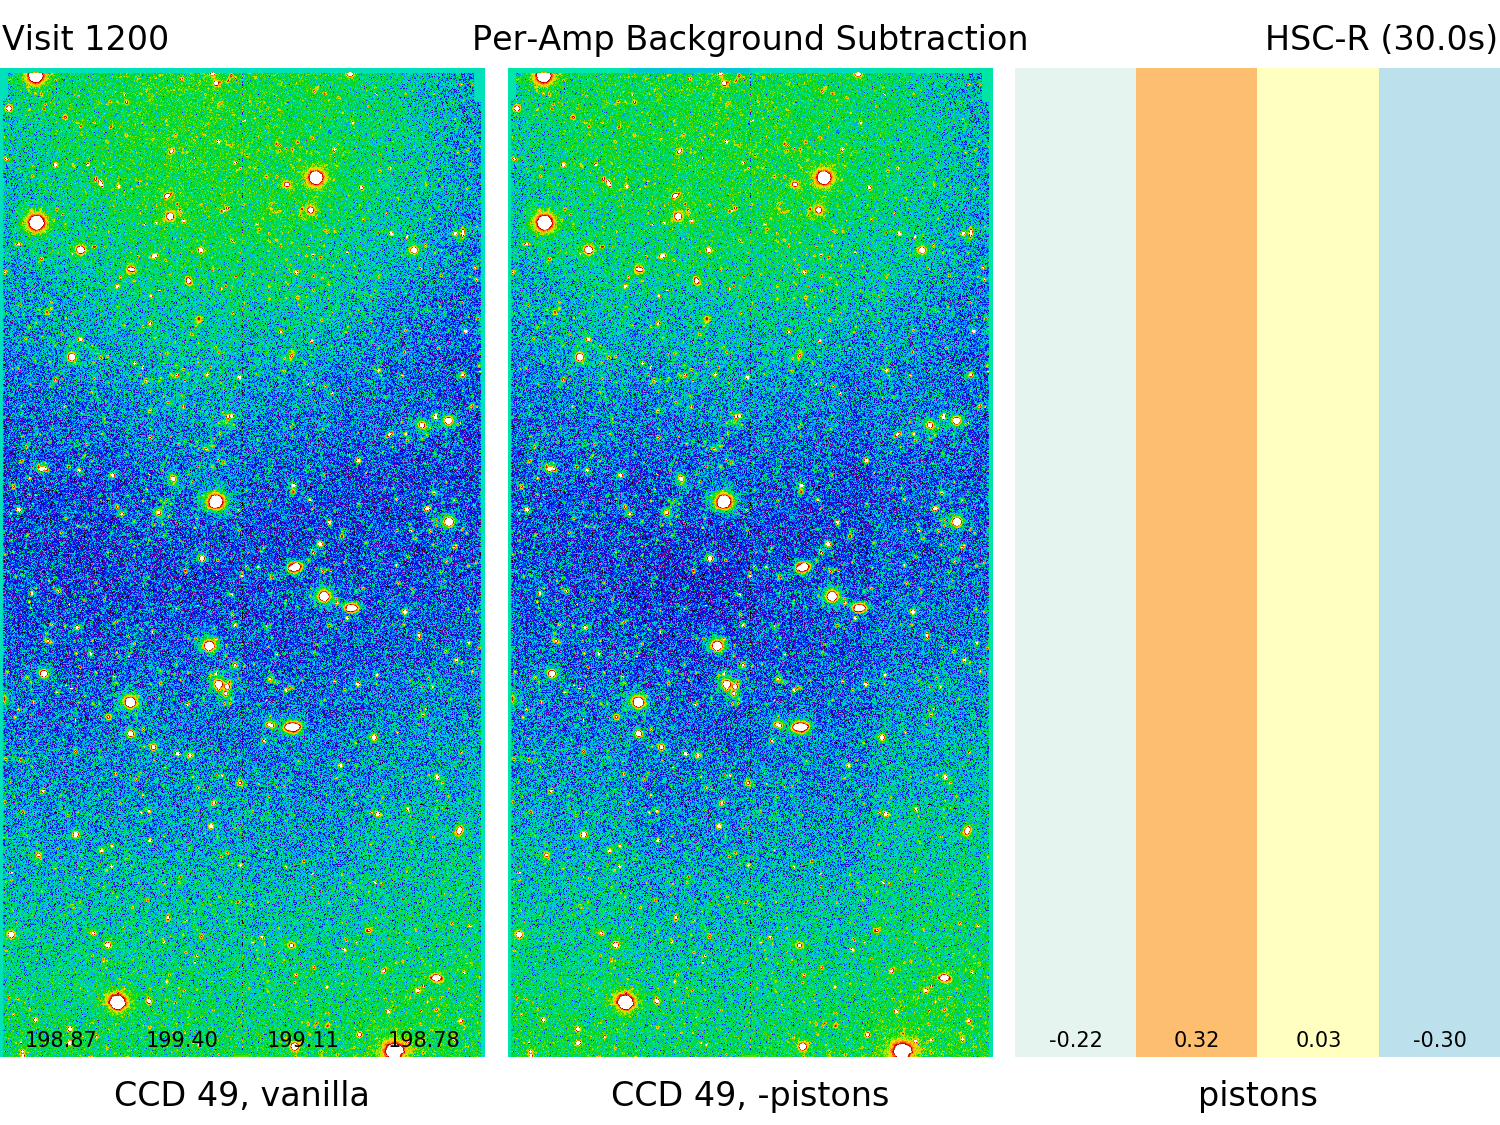 Visit 1200 Per-Amp Background Subtraction HSC-R (30.0s)
198.87 199.40 199.11 198.78 -0.22 0.32 0.03 -0.30
CCD 49, vanilla CCD 49, -pistons pistons